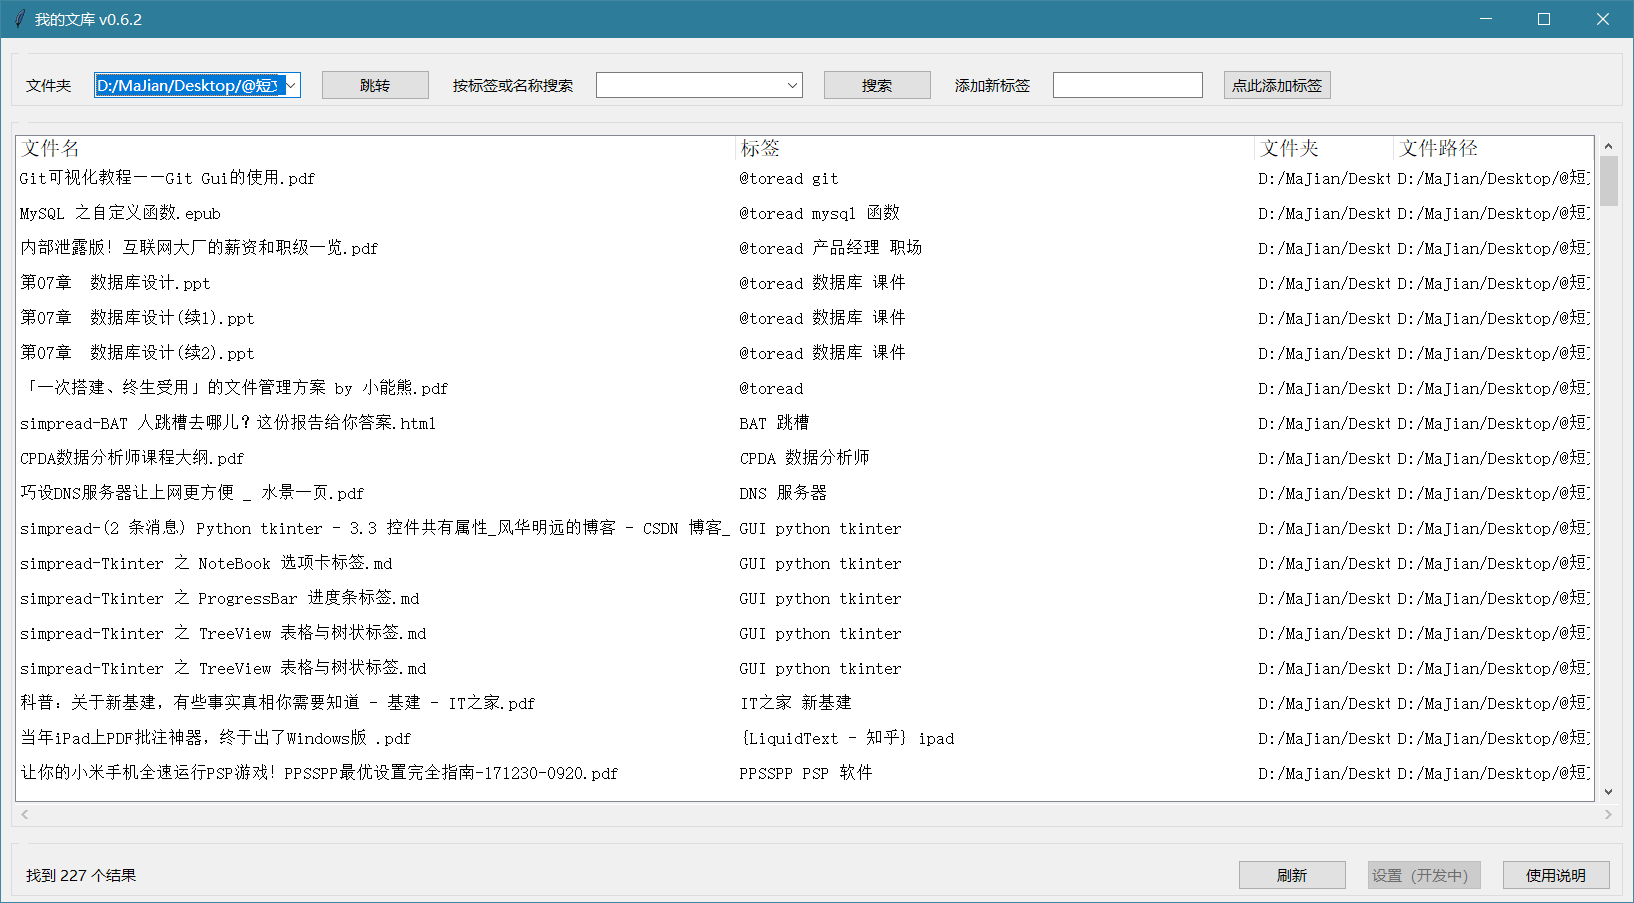 我的文库 v0.6.2
文件夹 D:/MaJian/Desktop/@短文 跳转 按标签或名称搜索 搜索 添加新标签 点此添加标签
文件名 标签 文件夹 文件路径
Git可视化教程——Git Gui的使用.pdf @toread git D:/MaJian/Deskt D:/MaJian/Desktop/@短文
MySQL 之自定义函数.epub @toread mysql 函数 D:/MaJian/Deskt D:/MaJian/Desktop/@短文
内部泄露版！互联网大厂的薪资和职级一览.pdf @toread 产品经理 职场 D:/MaJian/Deskt D:/MaJian/Desktop/@短文
第07章  数据库设计.ppt @toread 数据库 课件 D:/MaJian/Deskt D:/MaJian/Desktop/@短文
第07章  数据库设计(续1).ppt @toread 数据库 课件 D:/MaJian/Deskt D:/MaJian/Desktop/@短文
第07章  数据库设计(续2).ppt @toread 数据库 课件 D:/MaJian/Deskt D:/MaJian/Desktop/@短文
「一次搭建、终生受用」的文件管理方案 by 小能熊.pdf @toread D:/MaJian/Deskt D:/MaJian/Desktop/@短文
simpread-BAT 人跳槽去哪儿？这份报告给你答案.html BAT 跳槽 D:/MaJian/Deskt D:/MaJian/Desktop/@短文
CPDA数据分析师课程大纲.pdf CPDA 数据分析师 D:/MaJian/Deskt D:/MaJian/Desktop/@短文
巧设DNS服务器让上网更方便 _ 水景一页.pdf DNS 服务器 D:/MaJian/Deskt D:/MaJian/Desktop/@短文
simpread-(2 条消息) Python tkinter - 3.3 控件共有属性_风华明远的博客 - CSDN 博客_ GUI python tkinter D:/MaJian/Deskt D:/MaJian/Desktop/@短文
simpread-Tkinter 之 NoteBook 选项卡标签.md GUI python tkinter D:/MaJian/Deskt D:/MaJian/Desktop/@短文
simpread-Tkinter 之 ProgressBar 进度条标签.md GUI python tkinter D:/MaJian/Deskt D:/MaJian/Desktop/@短文
simpread-Tkinter 之 TreeView 表格与树状标签.md GUI python tkinter D:/MaJian/Deskt D:/MaJian/Desktop/@短文
simpread-Tkinter 之 TreeView 表格与树状标签.md GUI python tkinter D:/MaJian/Deskt D:/MaJian/Desktop/@短文
科普：关于新基建，有些事实真相你需要知道 - 基建 - IT之家.pdf IT之家 新基建 D:/MaJian/Deskt D:/MaJian/Desktop/@短文
当年iPad上PDF批注神器，终于出了Windows版 .pdf {LiquidText - 知乎} ipad D:/MaJian/Deskt D:/MaJian/Desktop/@短文
让你的小米手机全速运行PSP游戏！PPSSPP最优设置完全指南-171230-0920.pdf PPSSPP PSP 软件 D:/MaJian/Deskt D:/MaJian/Desktop/@短文
找到 227 个结果 刷新 设置（开发中） 使用说明